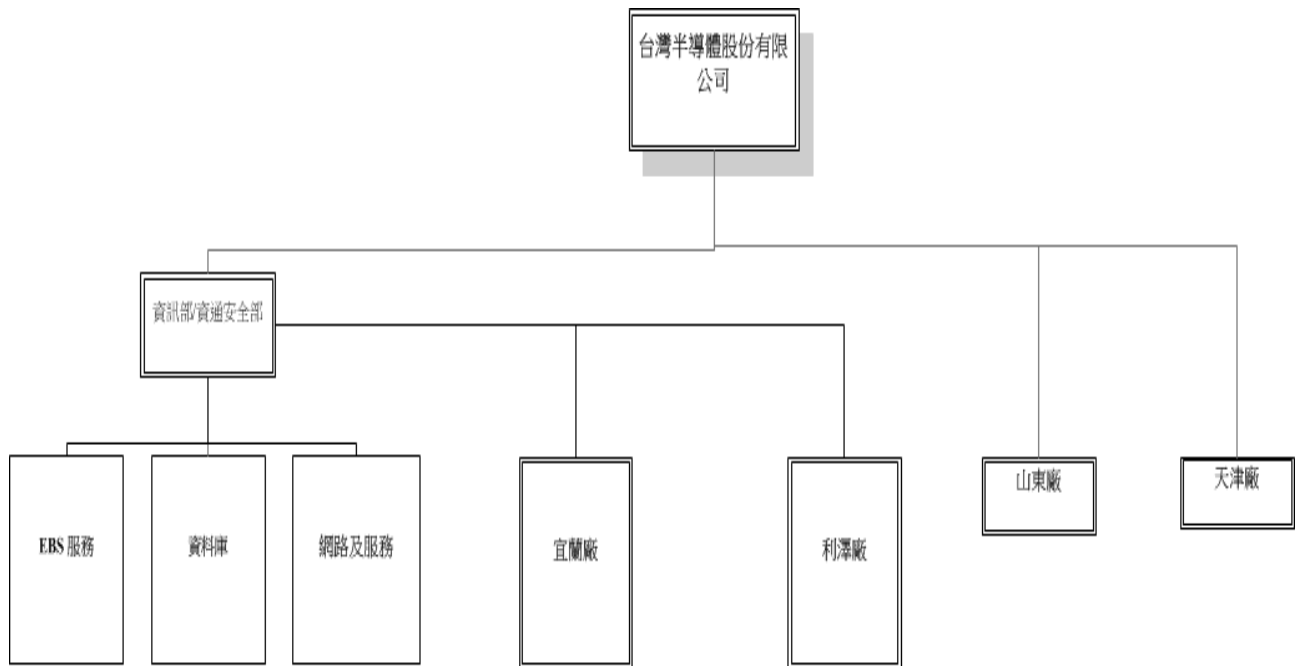 台灣半導體股份有限
公司
資訊部/資通安全部
EBS 服務
資料庫
網路及服務
宜蘭廠
利澤廠
山東廠
天津廠